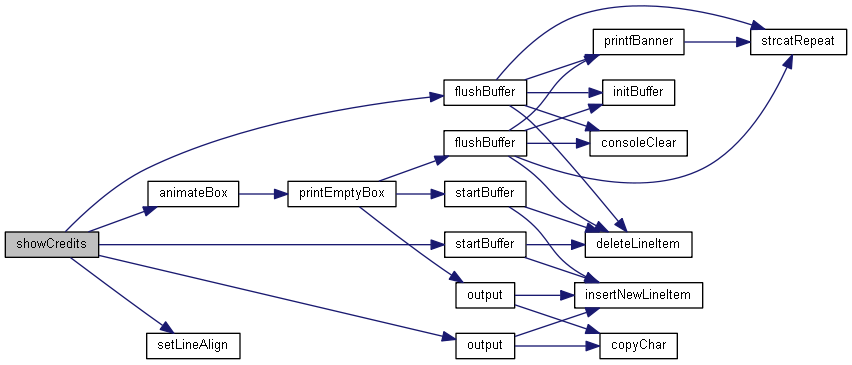 printfBanner
strcatRepeat
flushBuffer
initBuffer
flushBuffer
consoleClear
animateBox
printEmptyBox
startBuffer
showCredits
startBuffer
deleteLineItem
output
insertNewLineItem
setLineAlign
output
copyChar